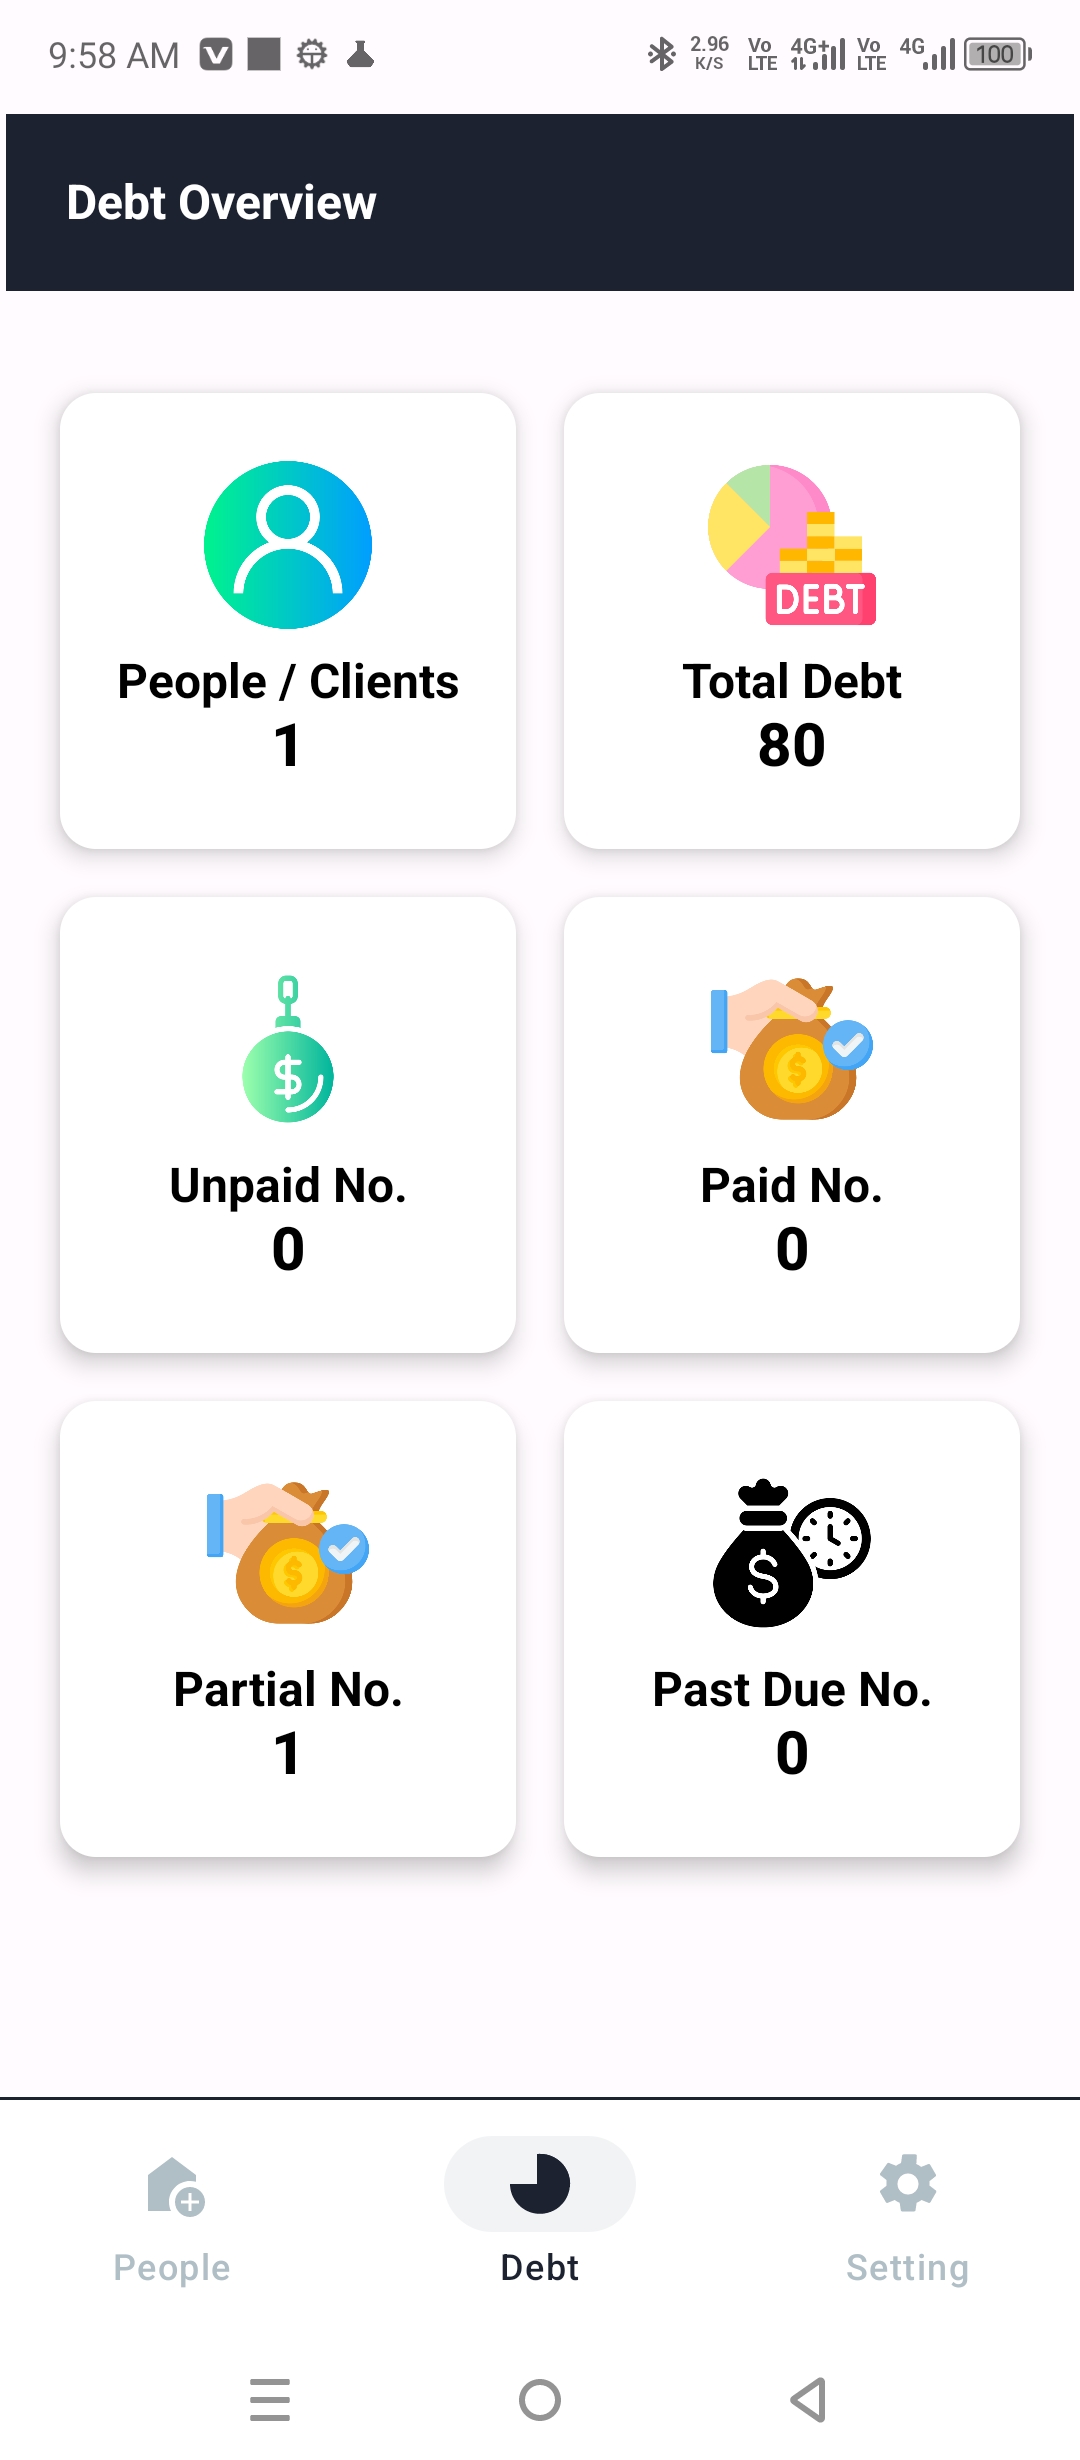 9:58 AM
2.96 K/S
Vo LTE
4G+
Vo LTE
4G
100
Debt Overview
People / Clients
1
DEBT
Total Debt
80
$
Unpaid No.
0
$
Paid No.
0
$
Partial No.
1
$
Past Due No.
0
People
Debt
Setting